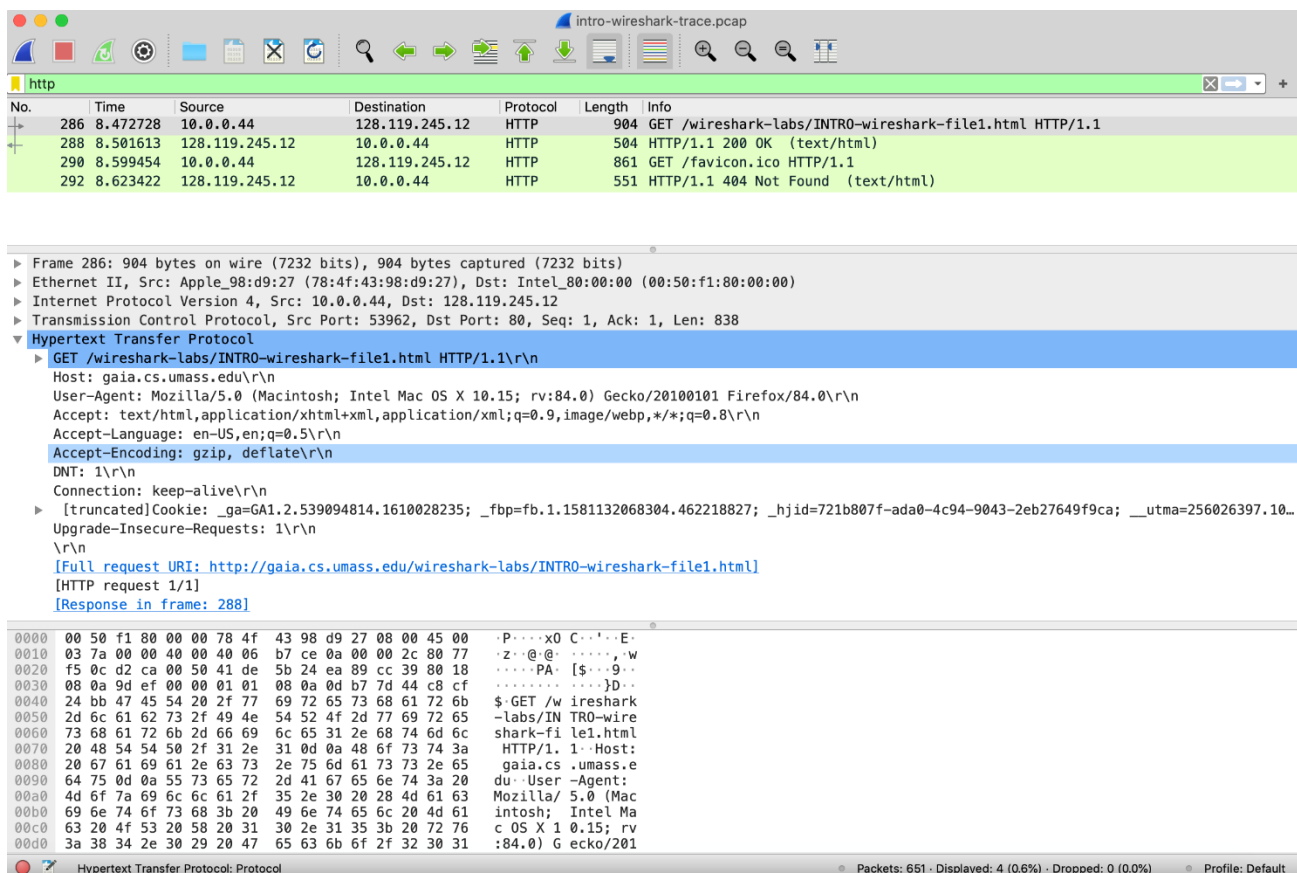 intro-wireshark-trace.pcap
http
No. Time Source Destination Protocol Length Info
286 8.472728 10.0.0.44 128.119.245.12 HTTP 904 GET /wireshark-labs/INTRO-wireshark-file1.html HTTP/1.1
288 8.501613 128.119.245.12 10.0.0.44 HTTP 504 HTTP/1.1 200 OK (text/html)
290 8.599454 10.0.0.44 128.119.245.12 HTTP 861 GET /favicon.ico HTTP/1.1
292 8.623422 128.119.245.12 10.0.0.44 HTTP 551 HTTP/1.1 404 Not Found (text/html)
Frame 286: 904 bytes on wire (7232 bits), 904 bytes captured (7232 bits)
Ethernet II, Src: Apple_98:d9:27 (78:4f:43:98:d9:27), Dst: Intel_80:00:00 (00:50:f1:80:00:00)
Internet Protocol Version 4, Src: 10.0.0.44, Dst: 128.119.245.12
Transmission Control Protocol, Src Port: 53962, Dst Port: 80, Seq: 1, Ack: 1, Len: 838
Hypertext Transfer Protocol
GET /wireshark-labs/INTRO-wireshark-file1.html HTTP/1.1\r\n
Host: gaia.cs.umass.edu\r\n
User-Agent: Mozilla/5.0 (Macintosh; Intel Mac OS X 10.15; rv:84.0) Gecko/20100101 Firefox/84.0\r\n
Accept: text/html,application/xhtml+xml,application/xml;q=0.9,image/webp,*/*;q=0.8\r\n
Accept-Language: en-US,en;q=0.5\r\n
Accept-Encoding: gzip, deflate\r\n
DNT: 1\r\n
Connection: keep-alive\r\n
[truncated]Cookie: _ga=GA1.2.539094814.1610028235; _fbp=fb.1.1581132068304.462218827; _hjid=721b807f-ada0-4c94-9043-2eb27649f9ca; __utma=256026397.10…
Upgrade-Insecure-Requests: 1\r\n
\r\n
[Full request URI: http://gaia.cs.umass.edu/wireshark-labs/INTRO-wireshark-file1.html]
[HTTP request 1/1]
[Response in frame: 288]
0000 00 50 f1 80 00 00 78 4f 43 98 d9 27 08 00 45 00 ·P····xO C··'··E·
0010 03 7a 00 00 40 00 40 06 b7 ce 0a 00 00 2c 80 77 ·z··@·@· ·····,·w
0020 f5 0c d2 ca 00 50 41 de 5b 24 ea 89 cc 39 80 18 ·····PA· [$···9··
0030 08 0a 9d ef 00 00 01 01 08 0a 0d b7 7d 44 c8 cf ········ ····}D··
0040 24 bb 47 45 54 20 2f 77 69 72 65 73 68 61 72 6b $·GET /w ireshark
0050 2d 6c 61 62 73 2f 49 4e 54 52 4f 2d 77 69 72 65 -labs/IN TRO-wire
0060 73 68 61 72 6b 2d 66 69 6c 65 31 2e 68 74 6d 6c shark-fi le1.html
0070 20 48 54 54 50 2f 31 2e 31 0d 0a 48 6f 73 74 3a HTTP/1. 1··Host:
0080 20 67 61 69 61 2e 63 73 2e 75 6d 61 73 73 2e 65 gaia.cs .umass.e
0090 64 75 0d 0a 55 73 65 72 2d 41 67 65 6e 74 3a 20 du··User -Agent:
00a0 4d 6f 7a 69 6c 6c 61 2f 35 2e 30 20 28 4d 61 63 Mozilla/ 5.0 (Mac
00b0 69 6e 74 6f 73 68 3b 20 49 6e 74 65 6c 20 4d 61 intosh; Intel Ma
00c0 63 20 4f 53 20 58 20 31 30 2e 31 35 3b 20 72 76 c OS X 1 0.15; rv
00d0 3a 38 34 2e 30 29 20 47 65 63 6b 6f 2f 32 30 31 :84.0) G ecko/201
Hypertext Transfer Protocol: Protocol Packets: 651 · Displayed: 4 (0.6%) · Dropped: 0 (0.0%) Profile: Default